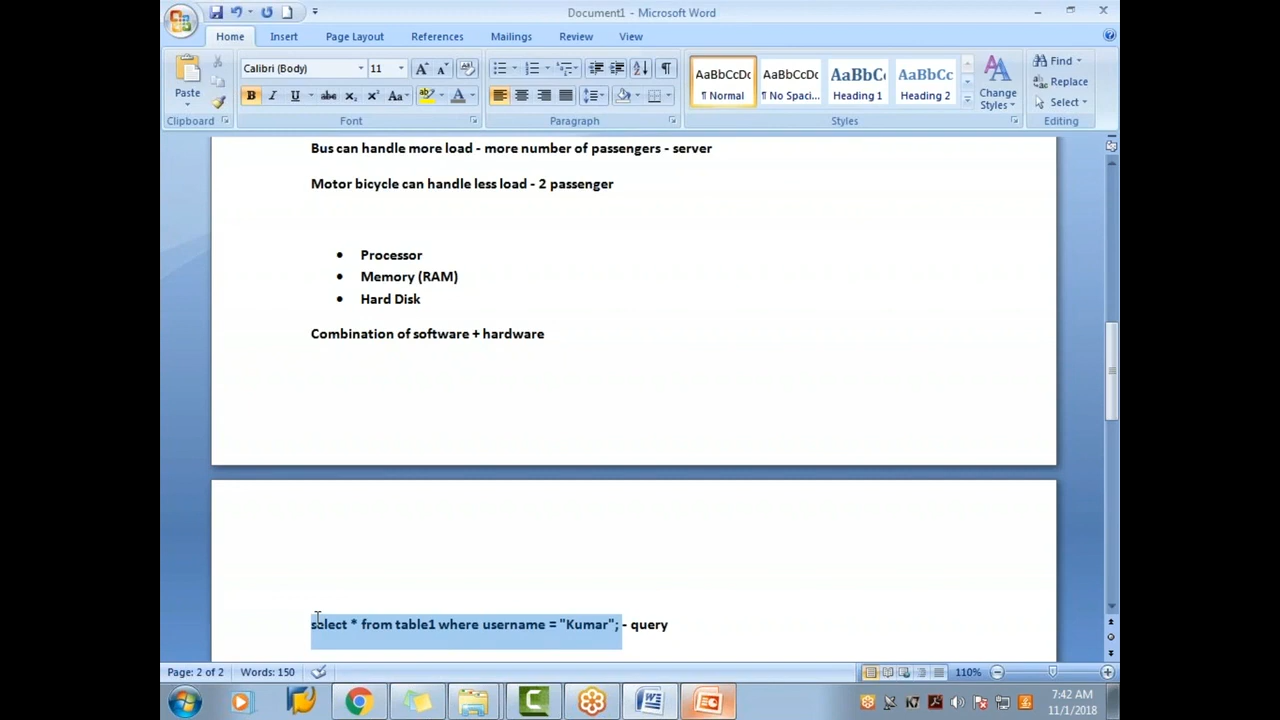 Document1 - Microsoft Word
Home Insert Page Layout References Mailings Review View
Calibri (Body) 11
AaBbCcDc AaBbCcDc AaBbC AaBbCc
¶ Normal ¶ No Spaci... Heading 1 Heading 2
Paste
Change Styles
Find
Replace
Select
Clipboard Font Paragraph Styles Editing
Bus can handle more load - more number of passengers - server
Motor bicycle can handle less load - 2 passenger
• Processor
• Memory (RAM)
• Hard Disk
Combination of software + hardware
select * from table1 where username = "Kumar"; - query
Page: 2 of 2 Words: 150 110%
7:42 AM
11/1/2018